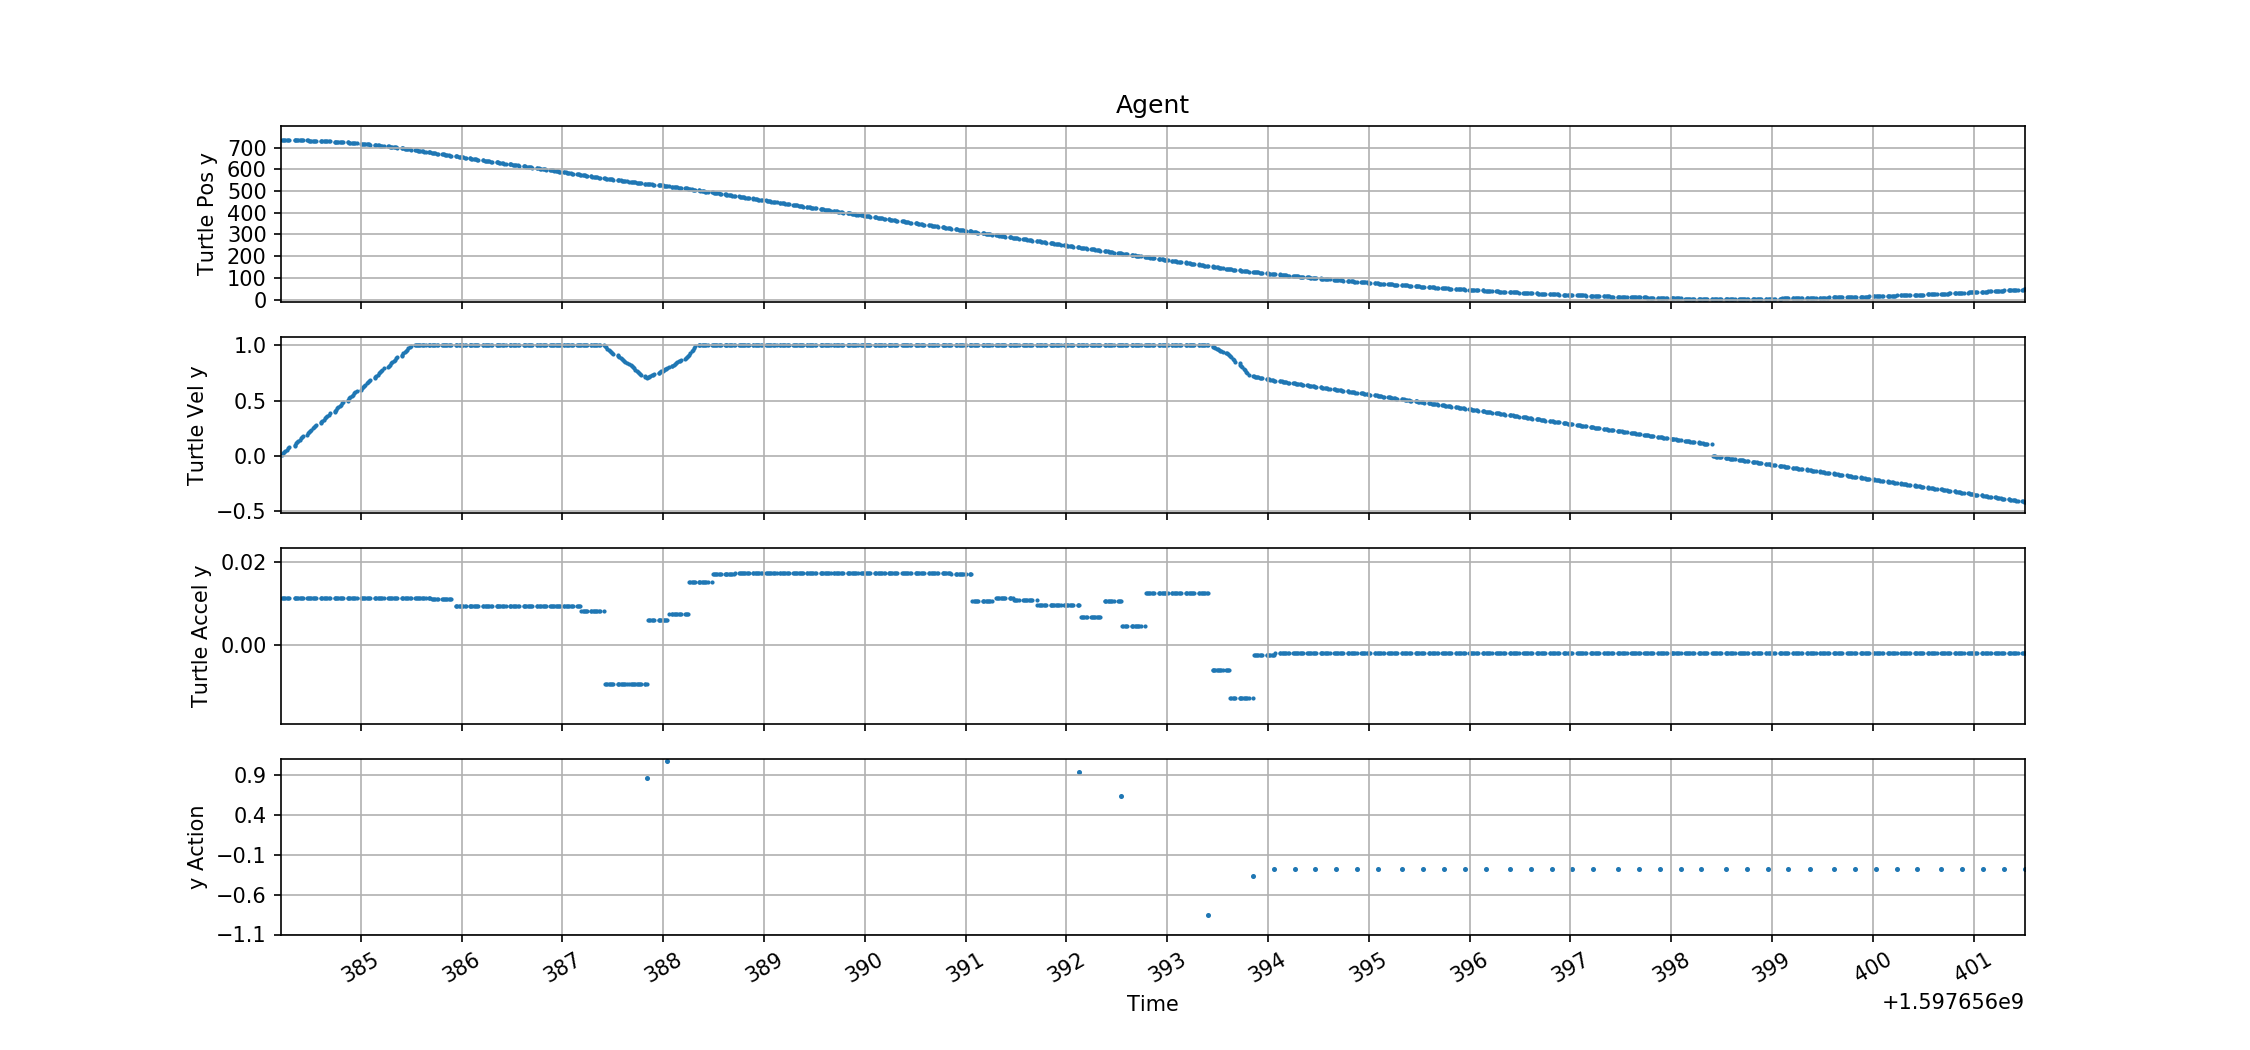 Agent
Turtle Pos y
700
600
500
400
300
200
100
0
Turtle Vel y
1.0
0.5
0.0
−0.5
Turtle Accel y
0.02
0.00
y Action
0.9
0.4
−0.1
−0.6
−1.1
385 386 387 388 389 390 391 392 393 394 395 396 397 398 399 400 401
Time
+1.597656e9